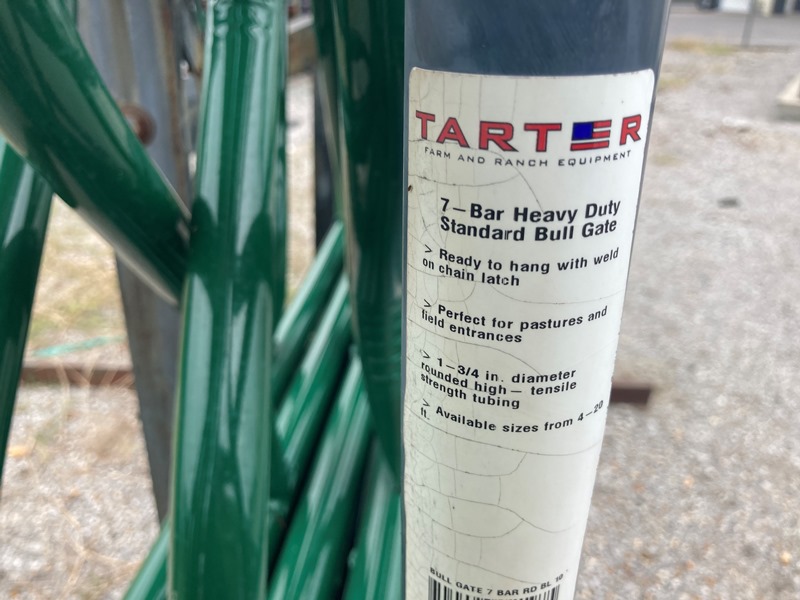 TARTER
FARM AND RANCH EQUIPMENT
7-Bar Heavy Duty
Standard Bull Gate
> Ready to hang with weld
on chain latch
> Perfect for pastures and
field entrances
> 1-3/4 in. diameter
rounded high- tensile
strength tubing
> Available sizes from 4-20
ft.
BULL GATE 7 BAR RD BL 10'